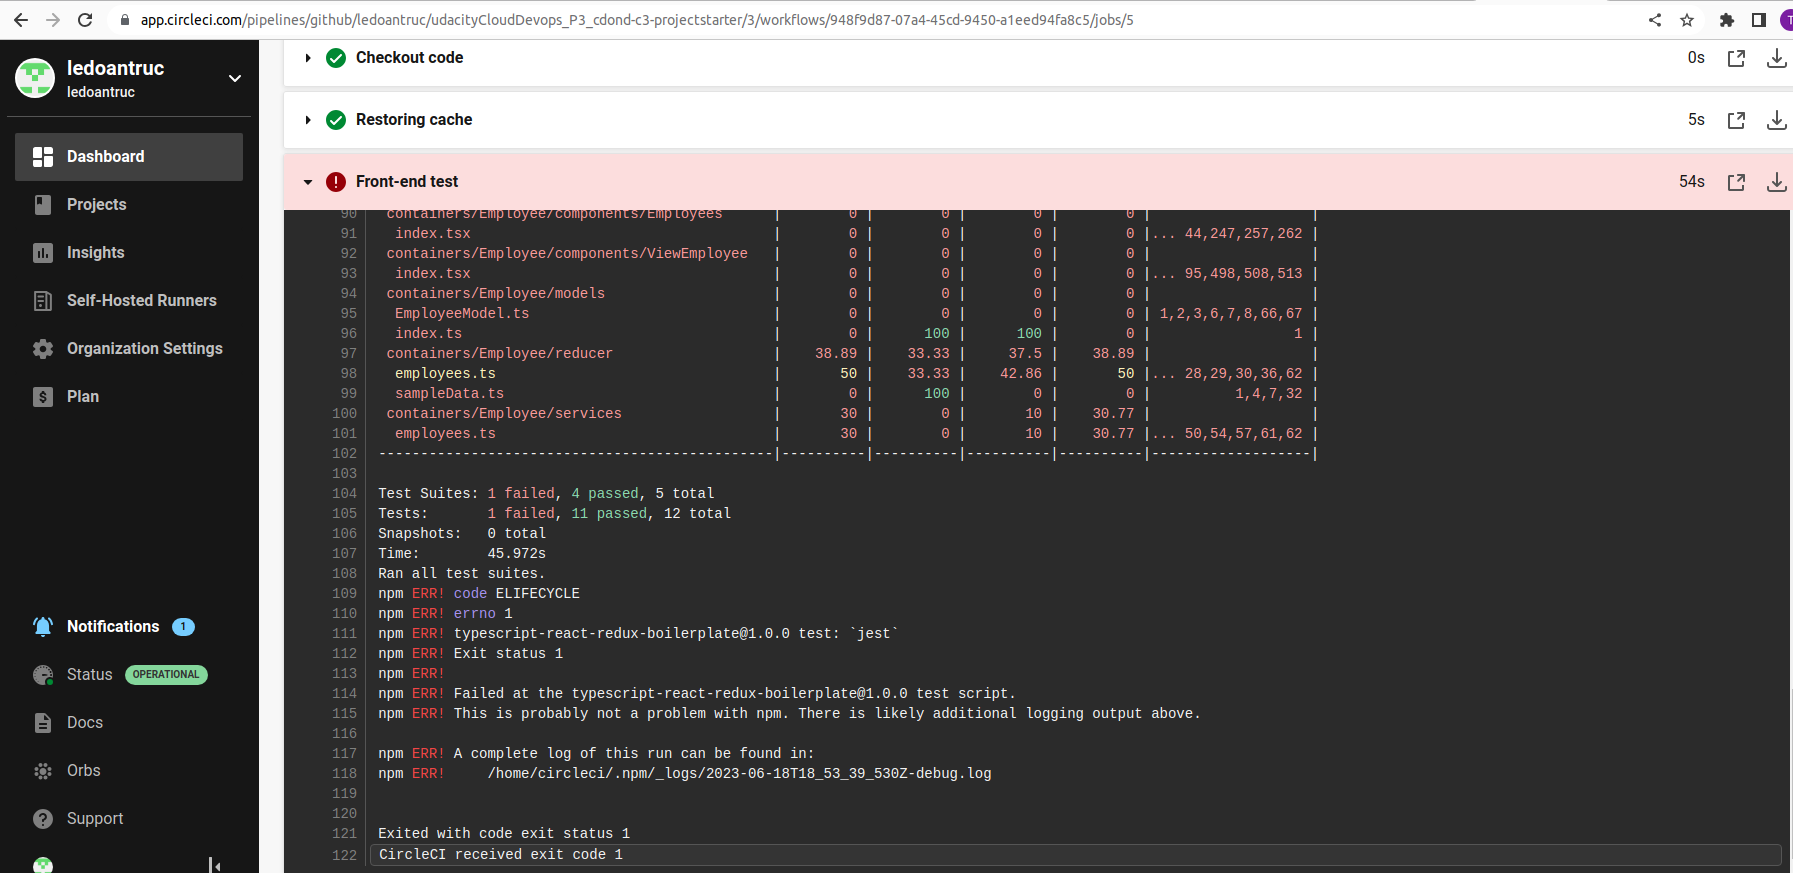 app.circleci.com/pipelines/github/ledoantruc/udacityCloudDevops_P3_cdond-c3-projectstarter/3/workflows/948f9d87-07a4-45cd-9450-a1eed94fa8c5/jobs/5
T
ledoantruc
ledoantruc
Dashboard
Projects
Insights
Self-Hosted Runners
Organization Settings
Plan
Notifications 1
Status OPERATIONAL
Docs
Orbs
Support
Checkout code 0s
Restoring cache 5s
Front-end test 54s
90 containers/Employee/components/Employees | 0 | 0 | 0 | 0 | |
91 index.tsx | 0 | 0 | 0 | 0 |... 44,247,257,262 |
92 containers/Employee/components/ViewEmployee | 0 | 0 | 0 | 0 | |
93 index.tsx | 0 | 0 | 0 | 0 |... 95,498,508,513 |
94 containers/Employee/models | 0 | 0 | 0 | 0 | |
95 EmployeeModel.ts | 0 | 0 | 0 | 0 | 1,2,3,6,7,8,66,67 |
96 index.ts | 0 | 100 | 100 | 0 | 1 |
97 containers/Employee/reducer | 38.89 | 33.33 | 37.5 | 38.89 | |
98 employees.ts | 50 | 33.33 | 42.86 | 50 |... 28,29,30,36,62 |
99 sampleData.ts | 0 | 100 | 0 | 0 | 1,4,7,32 |
100 containers/Employee/services | 30 | 0 | 10 | 30.77 | |
101 employees.ts | 30 | 0 | 10 | 30.77 |... 50,54,57,61,62 |
102 -----------------------------------------------|----------|----------|----------|----------|-------------------|
103
104 Test Suites: 1 failed, 4 passed, 5 total
105 Tests: 1 failed, 11 passed, 12 total
106 Snapshots: 0 total
107 Time: 45.972s
108 Ran all test suites.
109 npm ERR! code ELIFECYCLE
110 npm ERR! errno 1
111 npm ERR! typescript-react-redux-boilerplate@1.0.0 test: `jest`
112 npm ERR! Exit status 1
113 npm ERR!
114 npm ERR! Failed at the typescript-react-redux-boilerplate@1.0.0 test script.
115 npm ERR! This is probably not a problem with npm. There is likely additional logging output above.
116
117 npm ERR! A complete log of this run can be found in:
118 npm ERR! /home/circleci/.npm/_logs/2023-06-18T18_53_39_530Z-debug.log
119
120
121 Exited with code exit status 1
122 CircleCI received exit code 1